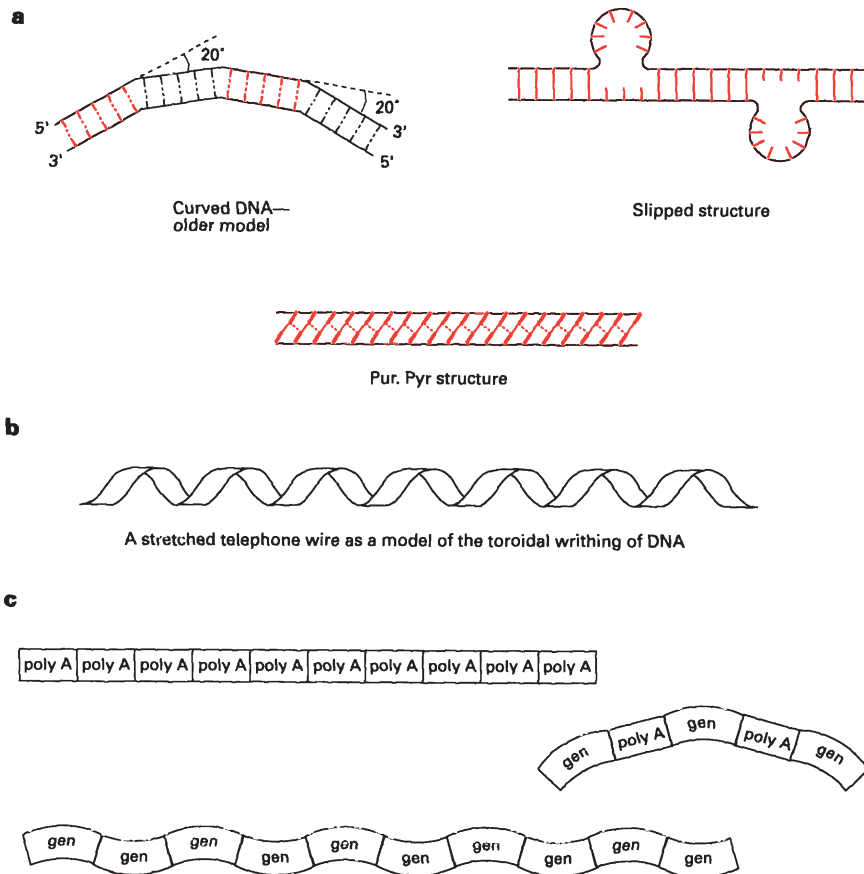 a
20°
20°
5'
3'
3'
5'
Curved DNA—
older model
Slipped structure
Pur. Pyr structure
b
A stretched telephone wire as a model of the toroidal writhing of DNA
c
poly A poly A poly A poly A poly A poly A poly A poly A poly A poly A
gen poly A gen poly A gen
gen gen gen gen gen gen gen gen gen gen